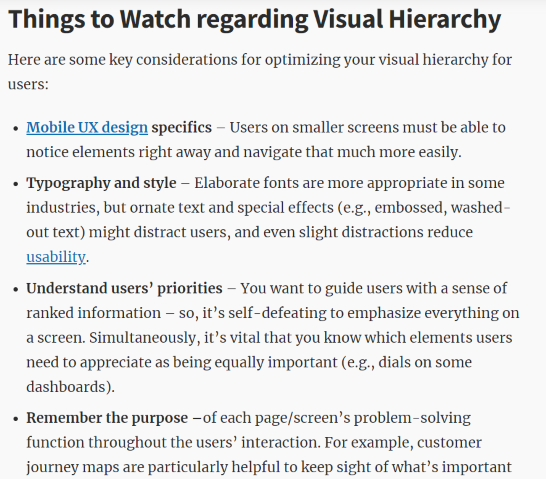 Things to Watch regarding Visual Hierarchy
Here are some key considerations for optimizing your visual hierarchy for
users:
• Mobile UX design specifics – Users on smaller screens must be able to
notice elements right away and navigate that much more easily.
• Typography and style – Elaborate fonts are more appropriate in some
industries, but ornate text and special effects (e.g., embossed, washed-
out text) might distract users, and even slight distractions reduce
usability.
• Understand users’ priorities – You want to guide users with a sense of
ranked information – so, it’s self-defeating to emphasize everything on
a screen. Simultaneously, it’s vital that you know which elements users
need to appreciate as being equally important (e.g., dials on some
dashboards).
• Remember the purpose –of each page/screen’s problem-solving
function throughout the users’ interaction. For example, customer
journey maps are particularly helpful to keep sight of what’s important